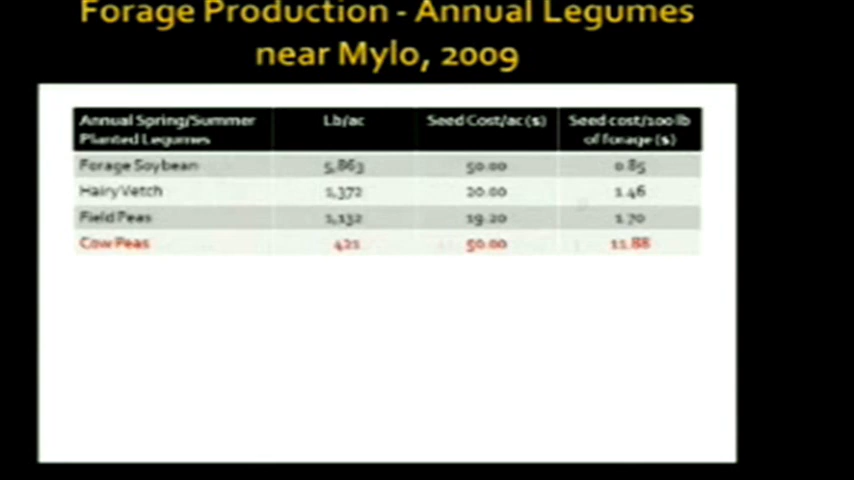 Forage Production - Annual Legumes
near Mylo, 2009
Annual Spring/Summer Planted Legumes Lb/ac Seed Cost/ac ($) Seed cost/100 lb of forage ($)
Forage Soybean 5,863 50.00 0.85
Hairy Vetch 1,372 20.00 1.46
Field Peas 1,132 19.20 1.70
Cow Peas 421 50.00 11.88